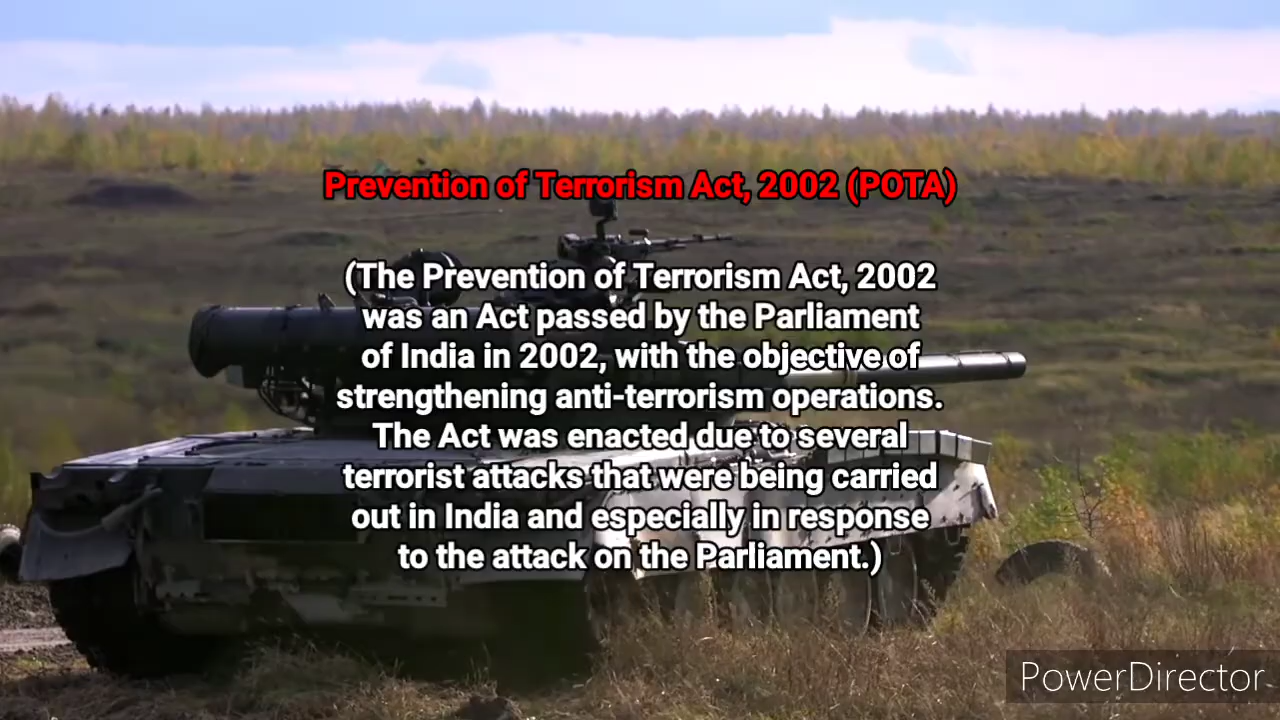 Prevention of Terrorism Act, 2002 (POTA)
(The Prevention of Terrorism Act, 2002
was an Act passed by the Parliament
of India in 2002, with the objective of
strengthening anti-terrorism operations.
The Act was enacted due to several
terrorist attacks that were being carried
out in India and especially in response
to the attack on the Parliament.)
PowerDirector